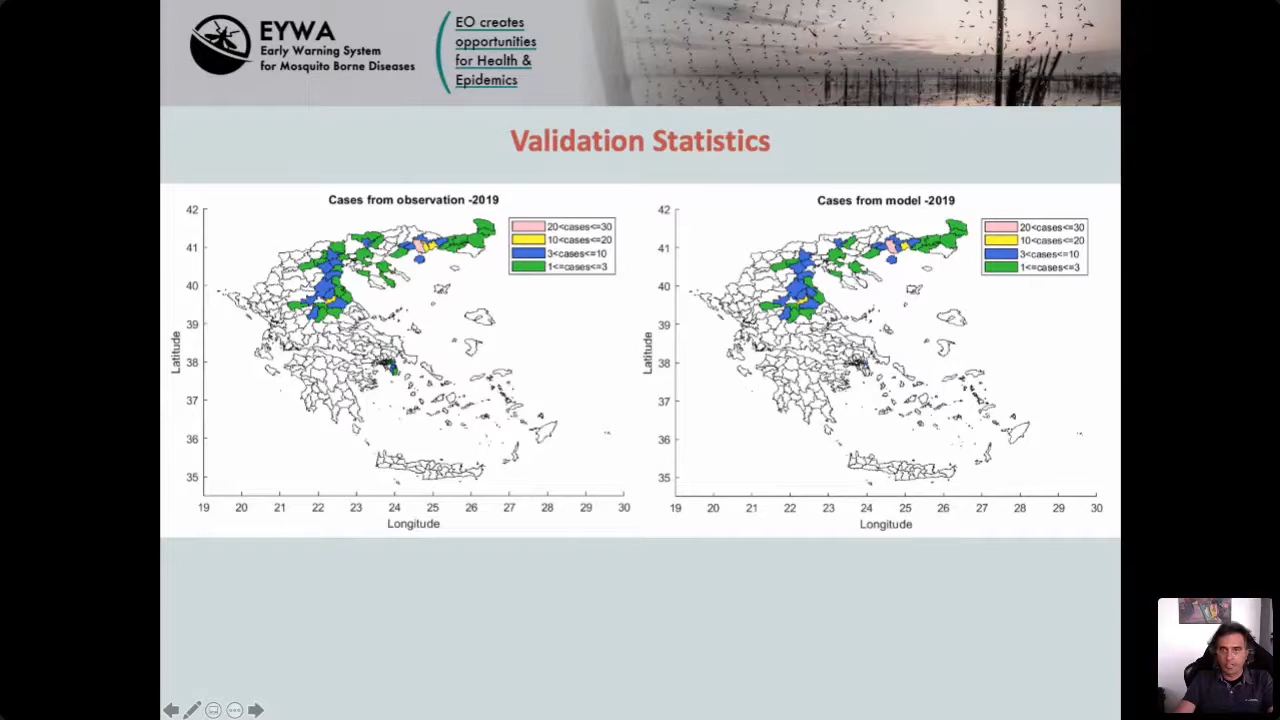 EYWA
Early Warning System
for Mosquito Borne Diseases
EO creates
opportunities
for Health &
Epidemics
Validation Statistics
Cases from observation -2019
20<cases<=30
10<cases<=20
3<cases<=10
1<=cases<=3
42
41
40
39
38
37
36
35
Latitude
19 20 21 22 23 24 25 26 27 28 29 30
Longitude
Cases from model -2019
20<cases<=30
10<cases<=20
3<cases<=10
1<=cases<=3
42
41
40
39
38
37
36
35
Latitude
19 20 21 22 23 24 25 26 27 28 29 30
Longitude